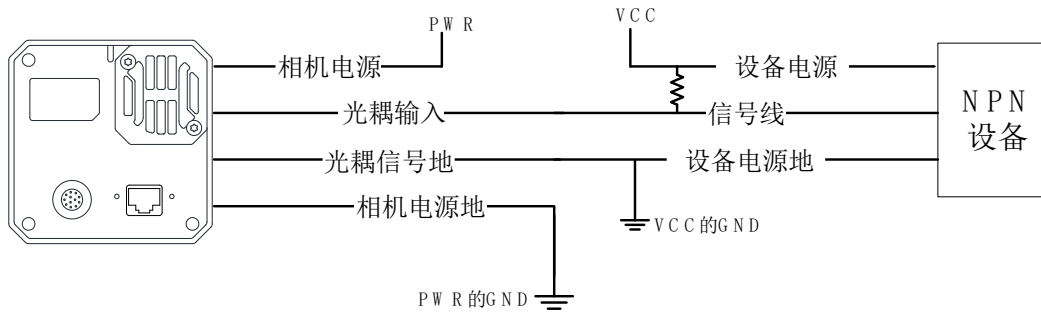 PWR
VCC
相机电源
设备电源
光耦输入
信号线
NPN
设备
光耦信号地
设备电源地
相机电源地
VCC的GND
PWR的GND